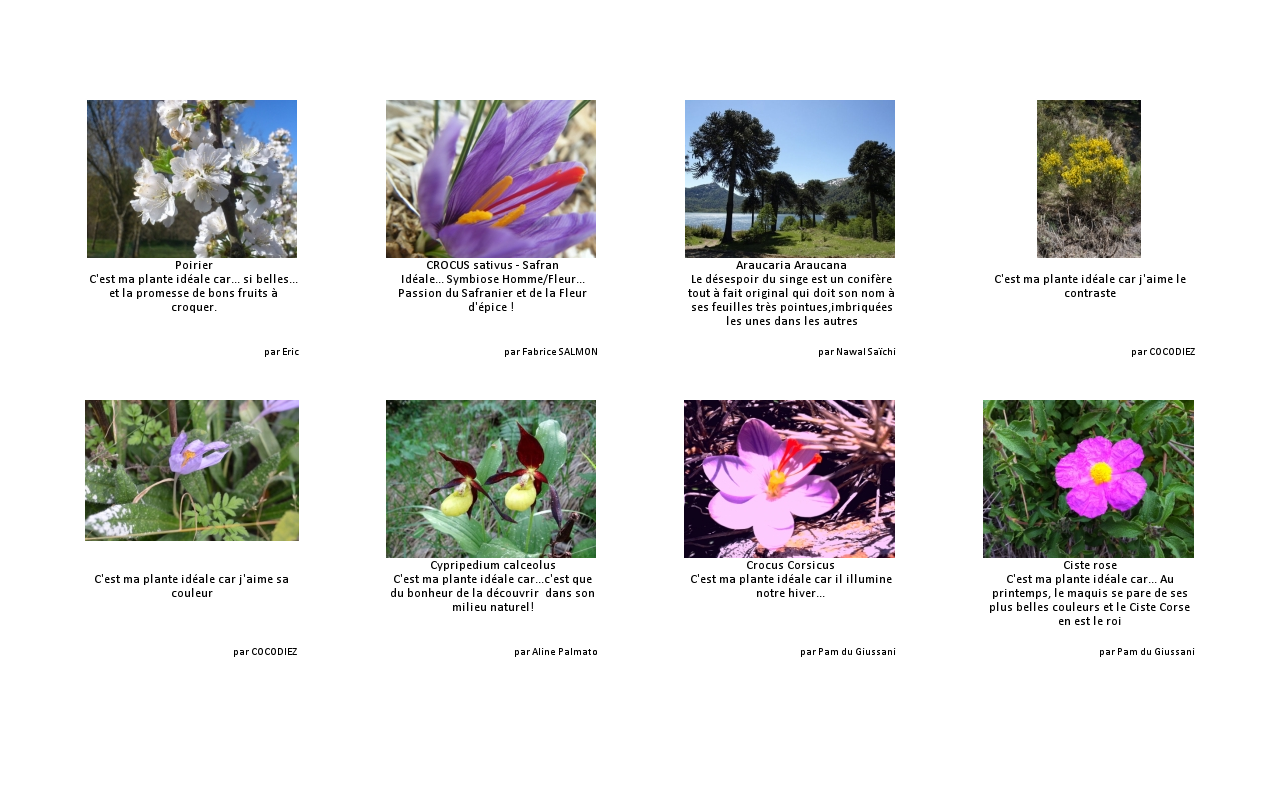 Poirier
C'est ma plante idéale car... si belles...
et la promesse de bons fruits à
croquer.
par Eric
CROCUS sativus - Safran
Idéale... Symbiose Homme/Fleur...
Passion du Safranier et de la Fleur
d'épice !
par Fabrice SALMON
Araucaria Araucana
Le désespoir du singe est un conifère
tout à fait original qui doit son nom à
ses feuilles très pointues,imbriquées
les unes dans les autres
par Nawal Saïchi
C'est ma plante idéale car j'aime le
contraste
par COCODIEZ
C'est ma plante idéale car j'aime sa
couleur
par COCODIEZ
Cypripedium calceolus
C'est ma plante idéale car...c'est que
du bonheur de la découvrir  dans son
milieu naturel!
par Aline Palmato
Crocus Corsicus
C'est ma plante idéale car il illumine
notre hiver...
par Pam du Giussani
Ciste rose
C'est ma plante idéale car... Au
printemps, le maquis se pare de ses
plus belles couleurs et le Ciste Corse
en est le roi
par Pam du Giussani